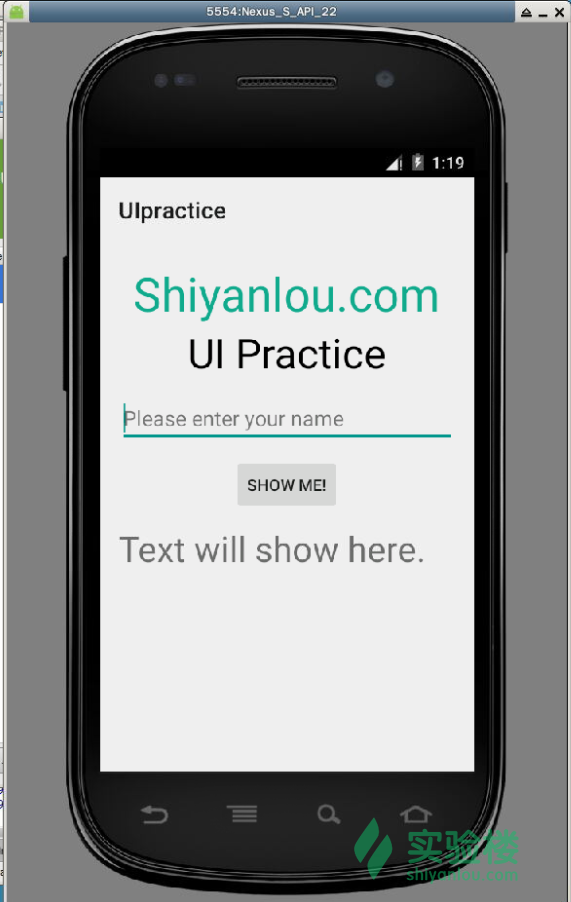 5554:Nexus_S_API_22
1:19
UIpractice
Shiyanlou.com
UI Practice
Please enter your name
SHOW ME!
Text will show here.
实验楼
shiyanlou.com